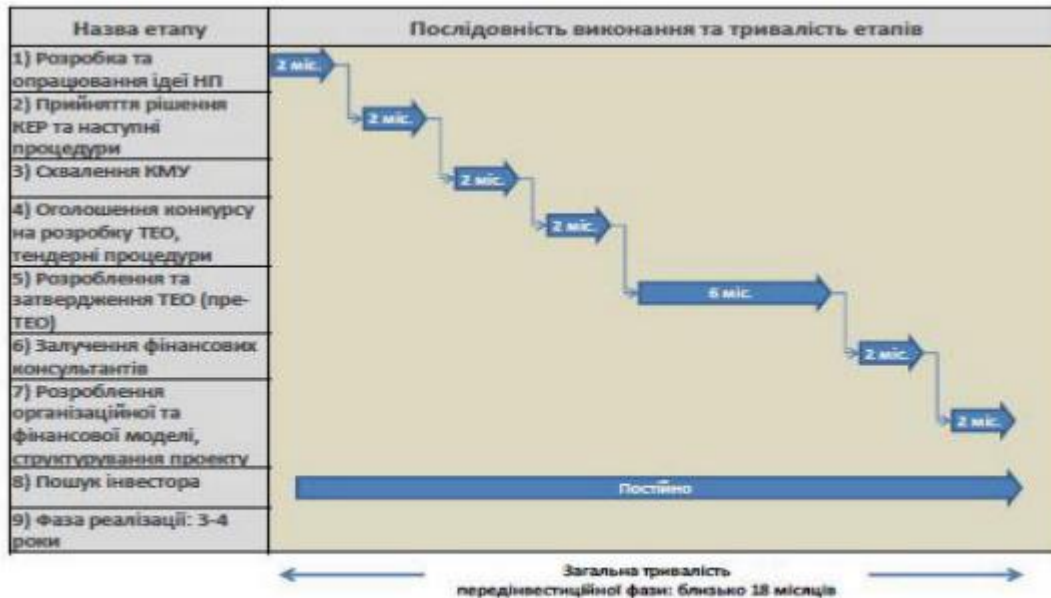 Назва етапу
Послідовність виконання та тривалість етапів
1) Розробка та
опрацювання ідеї НП
2 міс.
2) Прийняття рішення
КЕР та наступні
процедури
2 міс.
3) Схвалення КМУ
2 міс.
4) Оголошення конкурсу
на розробку ТЕО,
тендерні процедури
2 міс.
5) Розроблення та
затвердження ТЕО (пре-
ТЕО)
6 міс.
6) Залучення фінансових
консультантів
2 міс.
7) Розроблення
організаційної та
фінансової моделі,
структурування проекту
2 міс.
8) Пошук інвестора
Постійно
9) Фаза реалізації: 3-4
роки
Загальна тривалість
передінвестиційної фази: близько 18 місяців